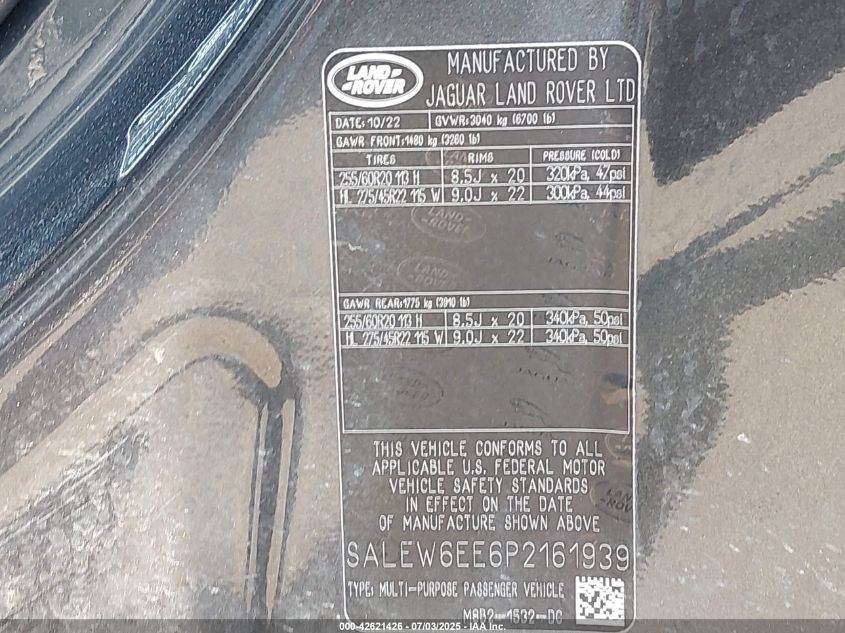 LAND ROVER
MANUFACTURED BY
JAGUAR LAND ROVER LTD
DATE: 10/22 GVWR: 3040 kg (6700 lb)
GAWR FRONT: 1480 kg (3260 lb)
TIRES RIMS PRESSURE (COLD)
255/60R20 113 H 8.5J x 20 320kPa, 47psi
HL 275/45R22 115 W 9.0J x 22 300kPa, 44psi
GAWR REAR: 1775 kg (3910 lb)
255/60R20 113 H 8.5J x 20 340kPa, 50psi
HL 275/45R22 115 W 9.0J x 22 340kPa, 50psi
THIS VEHICLE CONFORMS TO ALL
APPLICABLE U.S. FEDERAL MOTOR
VEHICLE SAFETY STANDARDS
IN EFFECT ON THE DATE
OF MANUFACTURE SHOWN ABOVE
SALEW6EE6P2161939
TYPE: MULTI-PURPOSE PASSENGER VEHICLE
M8B2-1532-DC
000-42621426 - 07/03/2025 - IAA Inc.